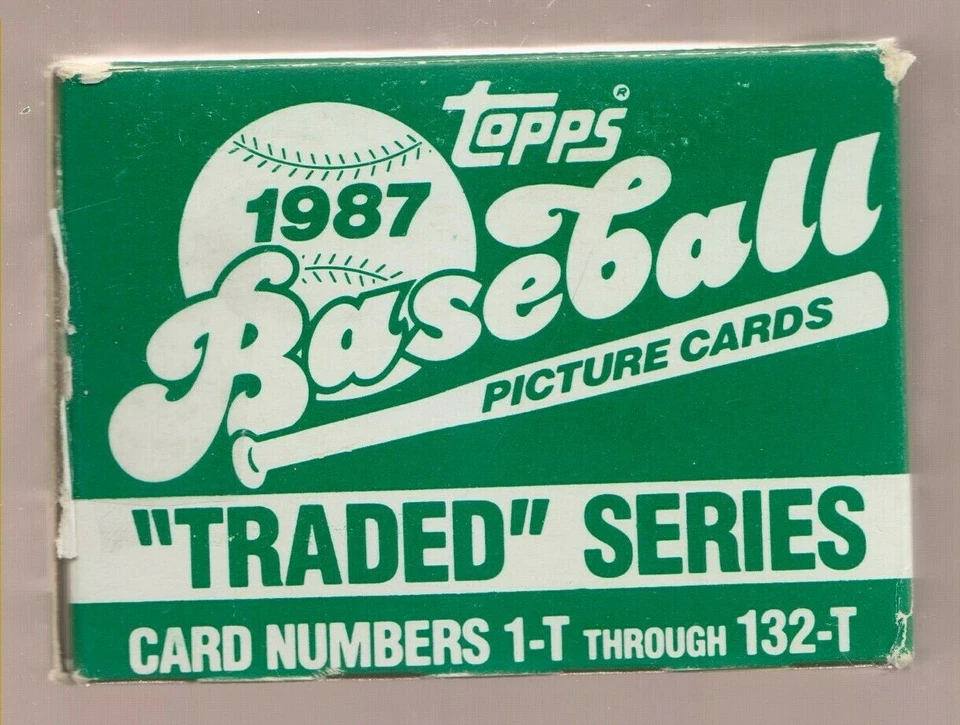 Topps®
1987
Baseball
PICTURE CARDS
"TRADED" SERIES
CARD NUMBERS 1-T THROUGH 132-T